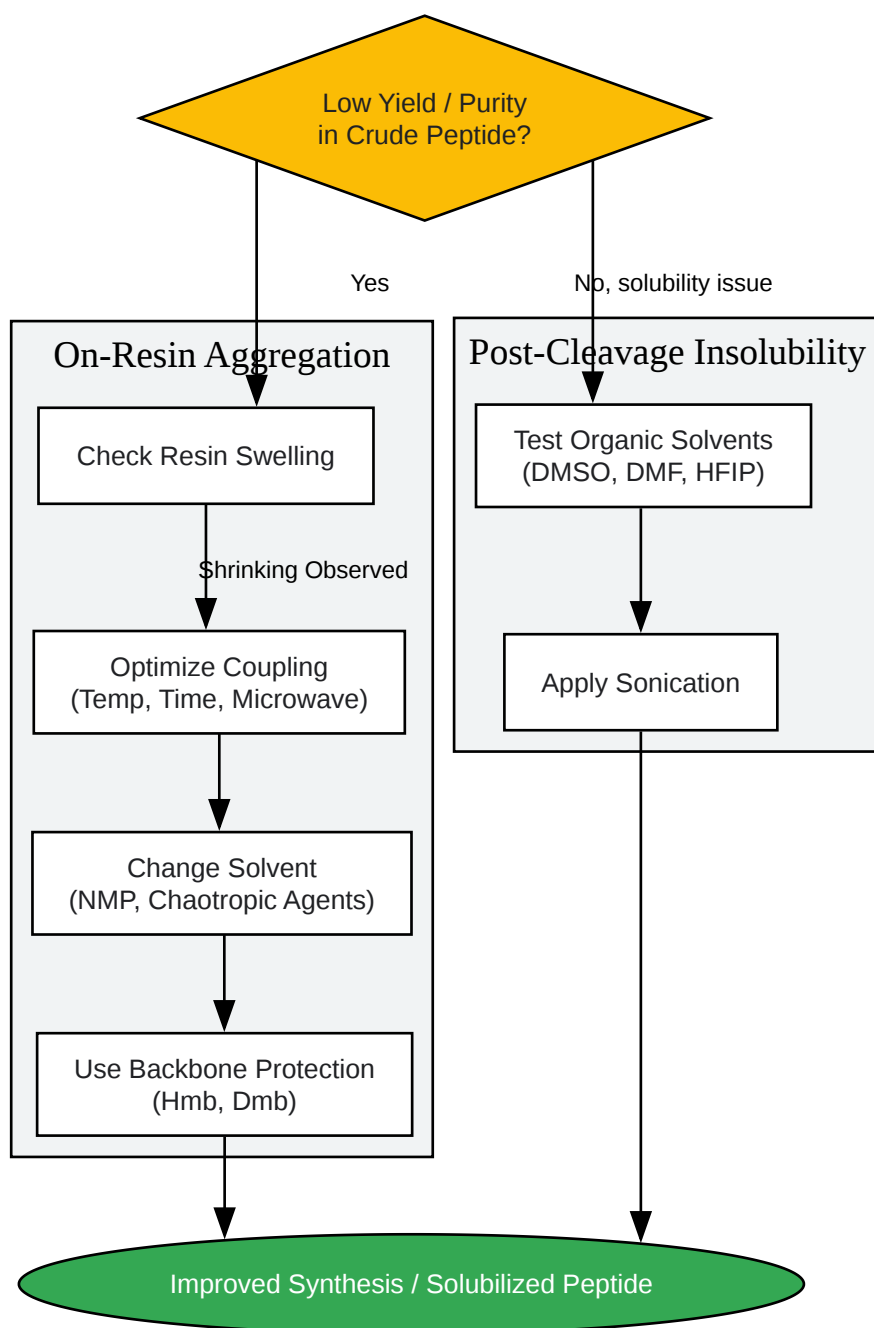 Low Yield / Purity
in Crude Peptide?
Yes
No, solubility issue
On-Resin Aggregation
Check Resin Swelling
Shrinking Observed
Optimize Coupling
(Temp, Time, Microwave)
Change Solvent
(NMP, Chaotropic Agents)
Use Backbone Protection
(Hmb, Dmb)
Post-Cleavage Insolubility
Test Organic Solvents
(DMSO, DMF, HFIP)
Apply Sonication
Improved Synthesis / Solubilized Peptide